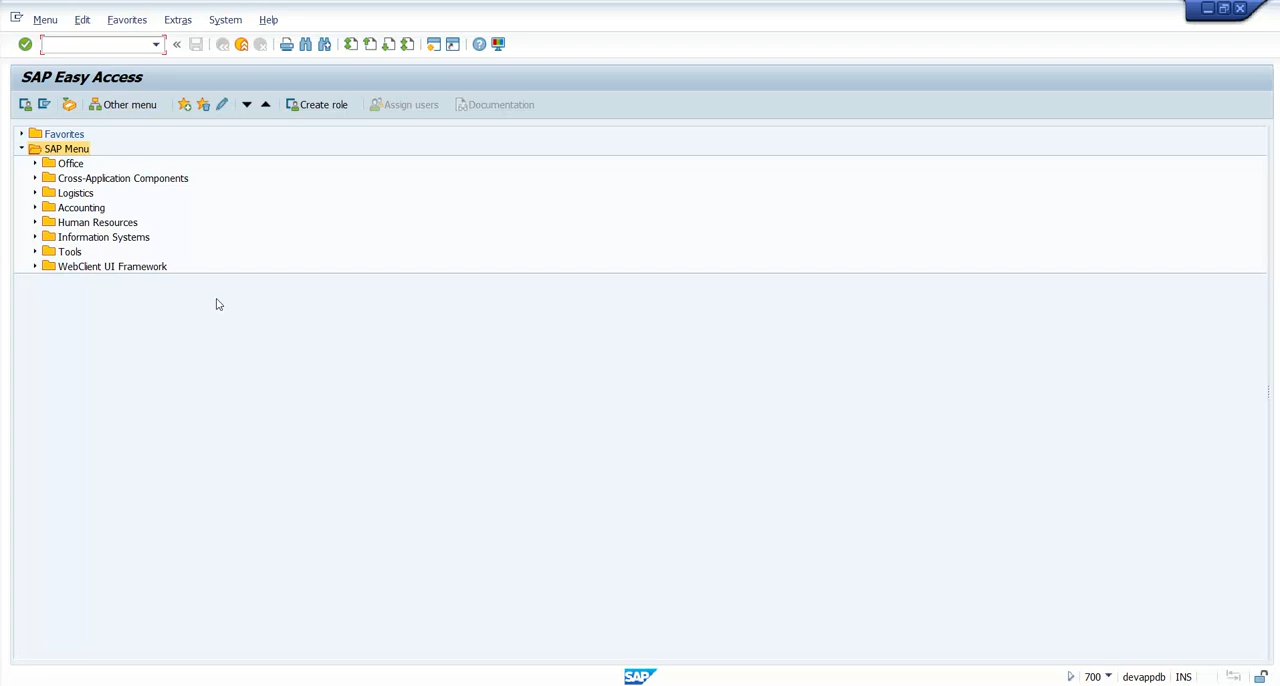 Menu Edit Favorites Extras System Help
SAP Easy Access
Other menu Create role Assign users Documentation
Favorites
SAP Menu
Office
Cross-Application Components
Logistics
Accounting
Human Resources
Information Systems
Tools
WebClient UI Framework
SAP 700 devappdb INS